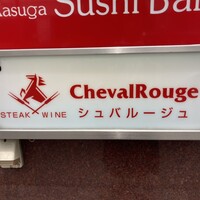 Kasuga Sushi Bar
ChevalRouge
STEAK WINE
シュバルージュ